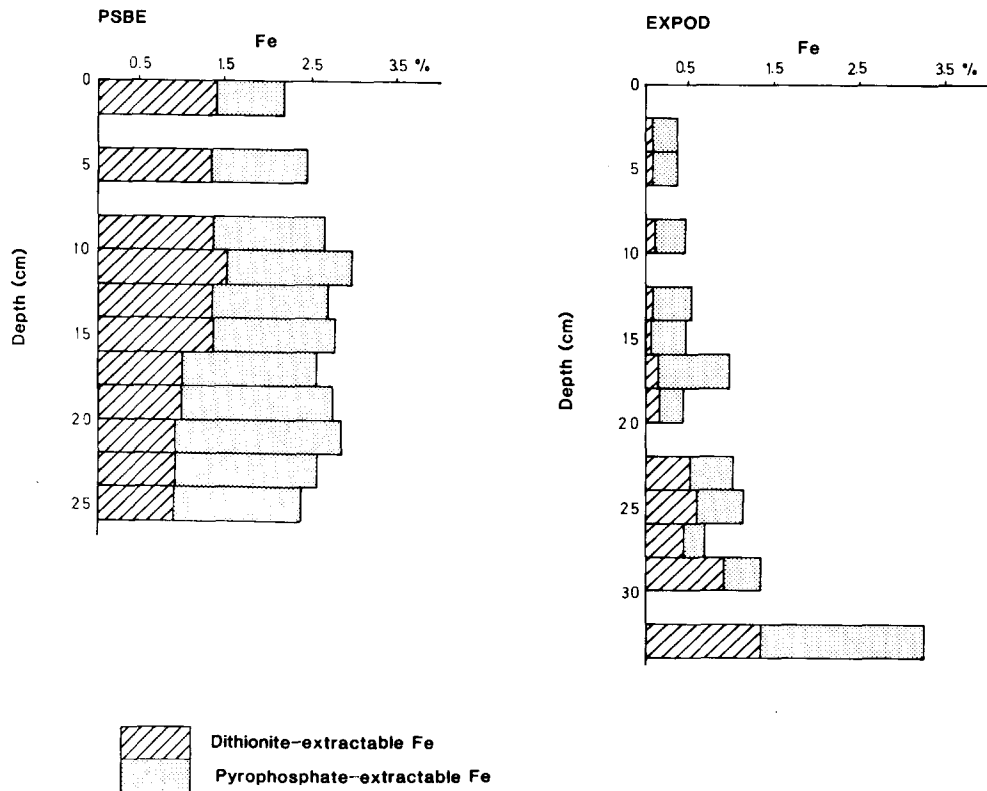 PSBE
Fe
0.5 1.5 2.5 3.5 %
0
5
10
15
20
25
Depth (cm)
EXPOD
Fe
0.5 1.5 2.5 3.5 %
0
5
10
15
20
25
30
Depth (cm)
Dithionite-extractable Fe
Pyrophosphate-extractable Fe